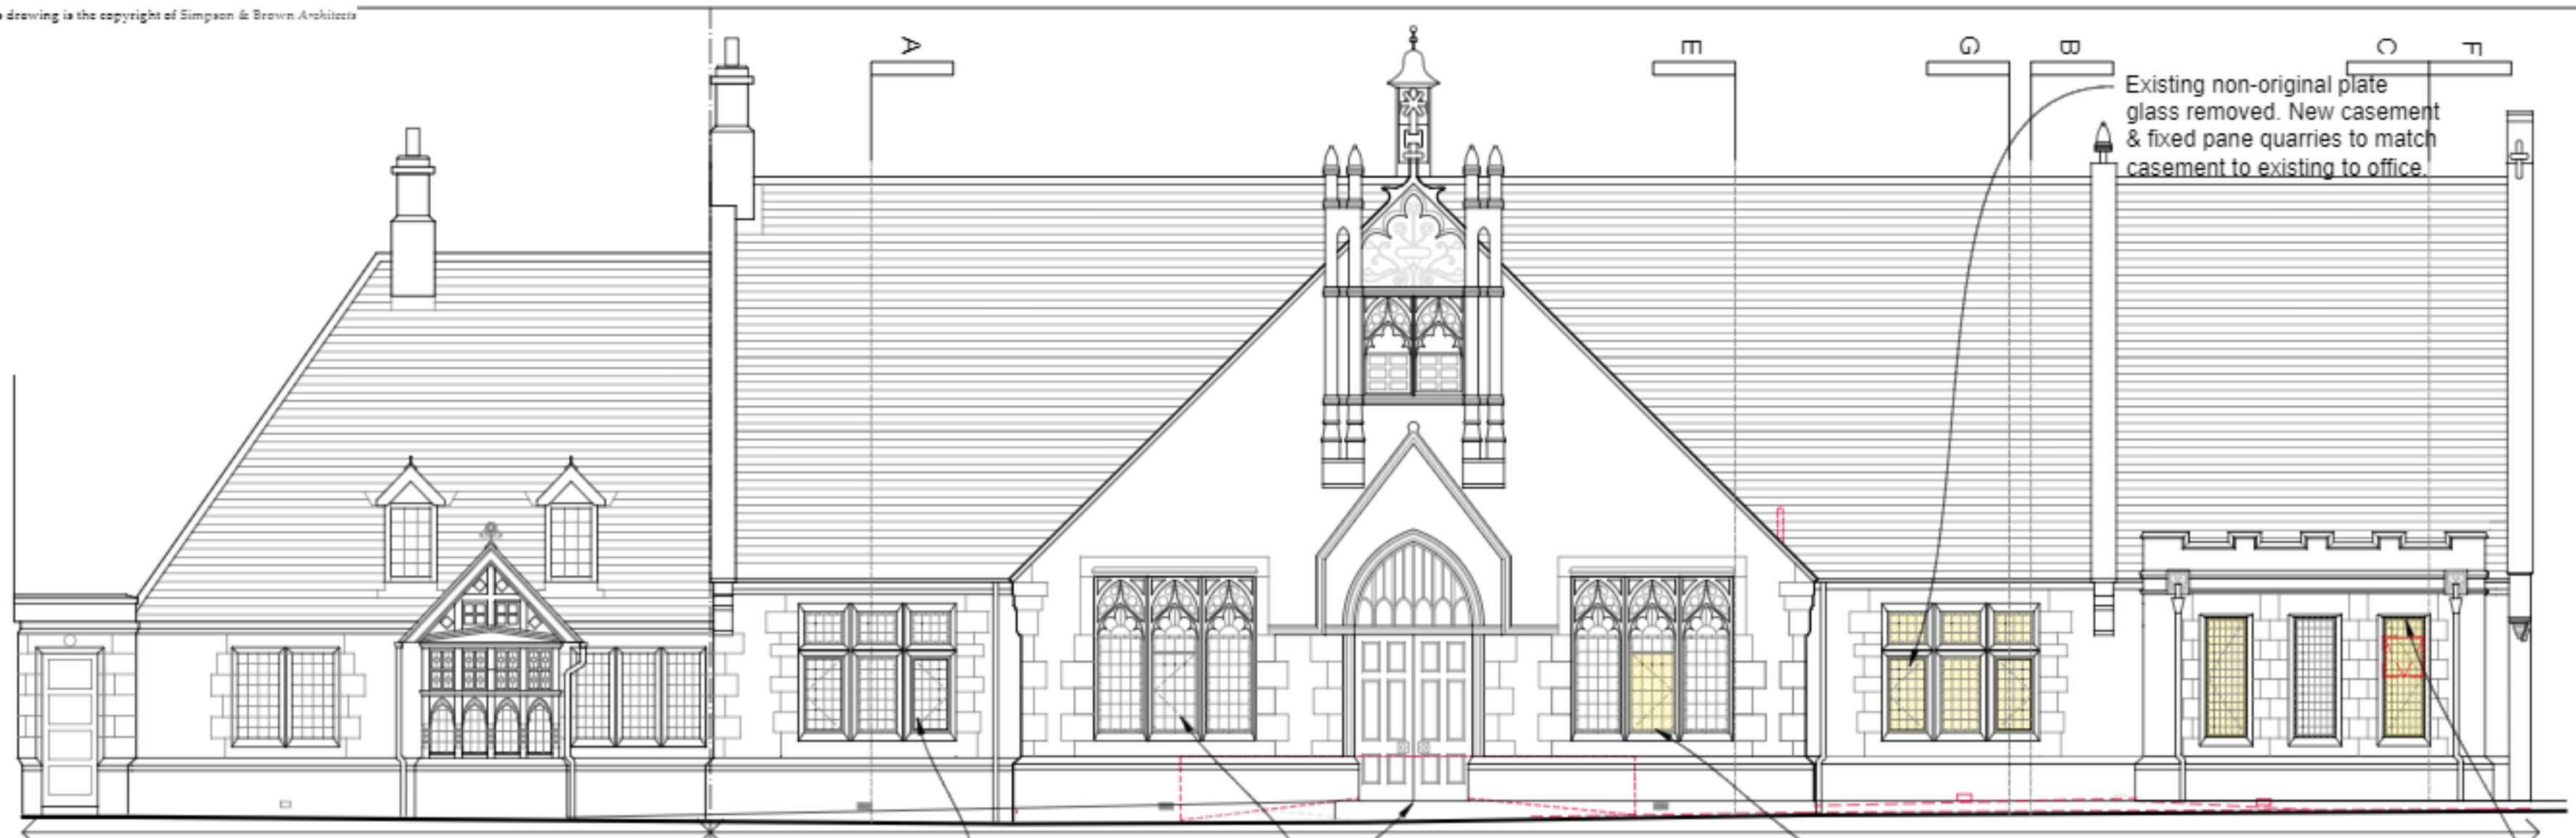 s drawing is the copyright of Simpson & Brown Architects
A
E
G
B
C
F
Existing non-original plate
glass removed. New casement
& fixed pane quarries to match
casement to existing to office.